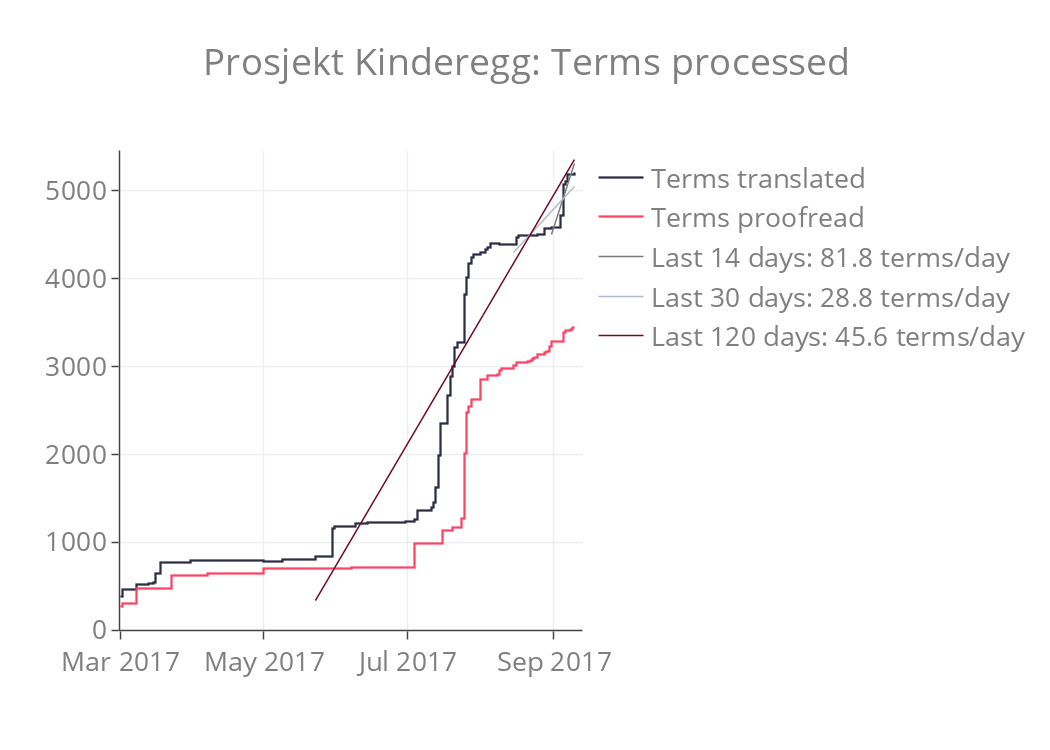 Prosjekt Kinderegg: Terms processed
5000
4000
3000
2000
1000
0
Mar 2017 May 2017 Jul 2017 Sep 2017
Terms translated
Terms proofread
Last 14 days: 81.8 terms/day
Last 30 days: 28.8 terms/day
Last 120 days: 45.6 terms/day